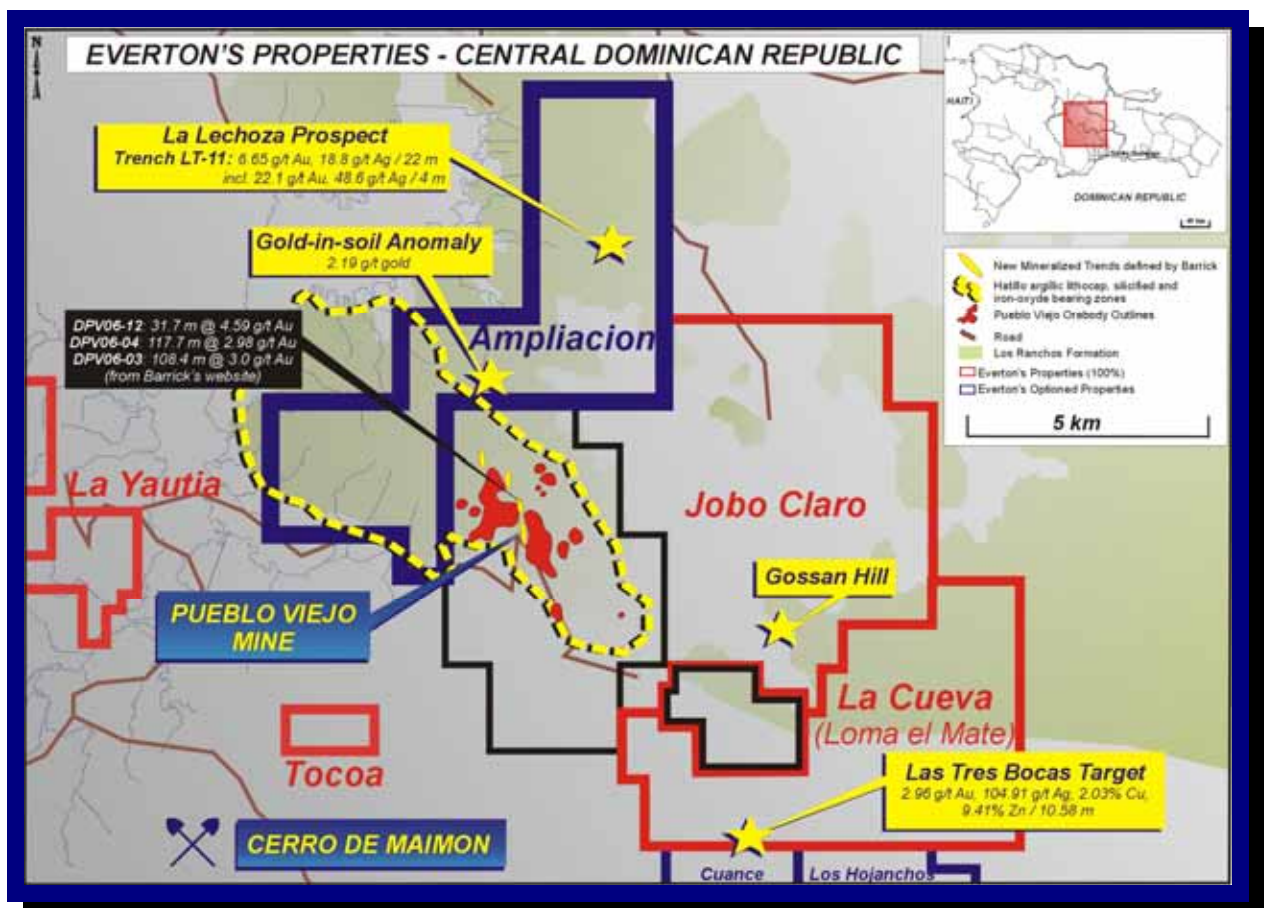 N
EVERTON'S PROPERTIES - CENTRAL DOMINICAN REPUBLIC
HAITI
DOMINICAN REPUBLIC
La Lechoza Prospect
Trench LT-11: 6.65 g/t Au, 18.8 g/t Ag / 22 m
incl. 22.1 g/t Au, 48.6 g/t Ag / 4 m
Gold-in-soil Anomaly
2.19 g/t gold
New Mineralized Trends defined by Barrick
Hatillo argillic lithocap, silicified and
iron-oxyde bearing zones
Pueblo Viejo Orebody Outlines
Road
Los Ranchos Formation
Everton's Properties (100%)
Everton's Optioned Properties
5 km
DPV06-12: 31.7 m @ 4.59 g/t Au
DPV06-04: 117.7 m @ 2.98 g/t Au
DPV06-03: 108.4 m @ 3.0 g/t Au
(from Barrick's website)
Ampliacion
La Yautia
Jobo Claro
Gossan Hill
PUEBLO VIEJO
MINE
La Cueva
(Loma el Mate)
Tocoa
Las Tres Bocas Target
2.96 g/t Au, 104.91 g/t Ag, 2.03% Cu,
9.41% Zn / 10.58 m
CERRO DE MAIMON
Cuance
Los Hojanchos